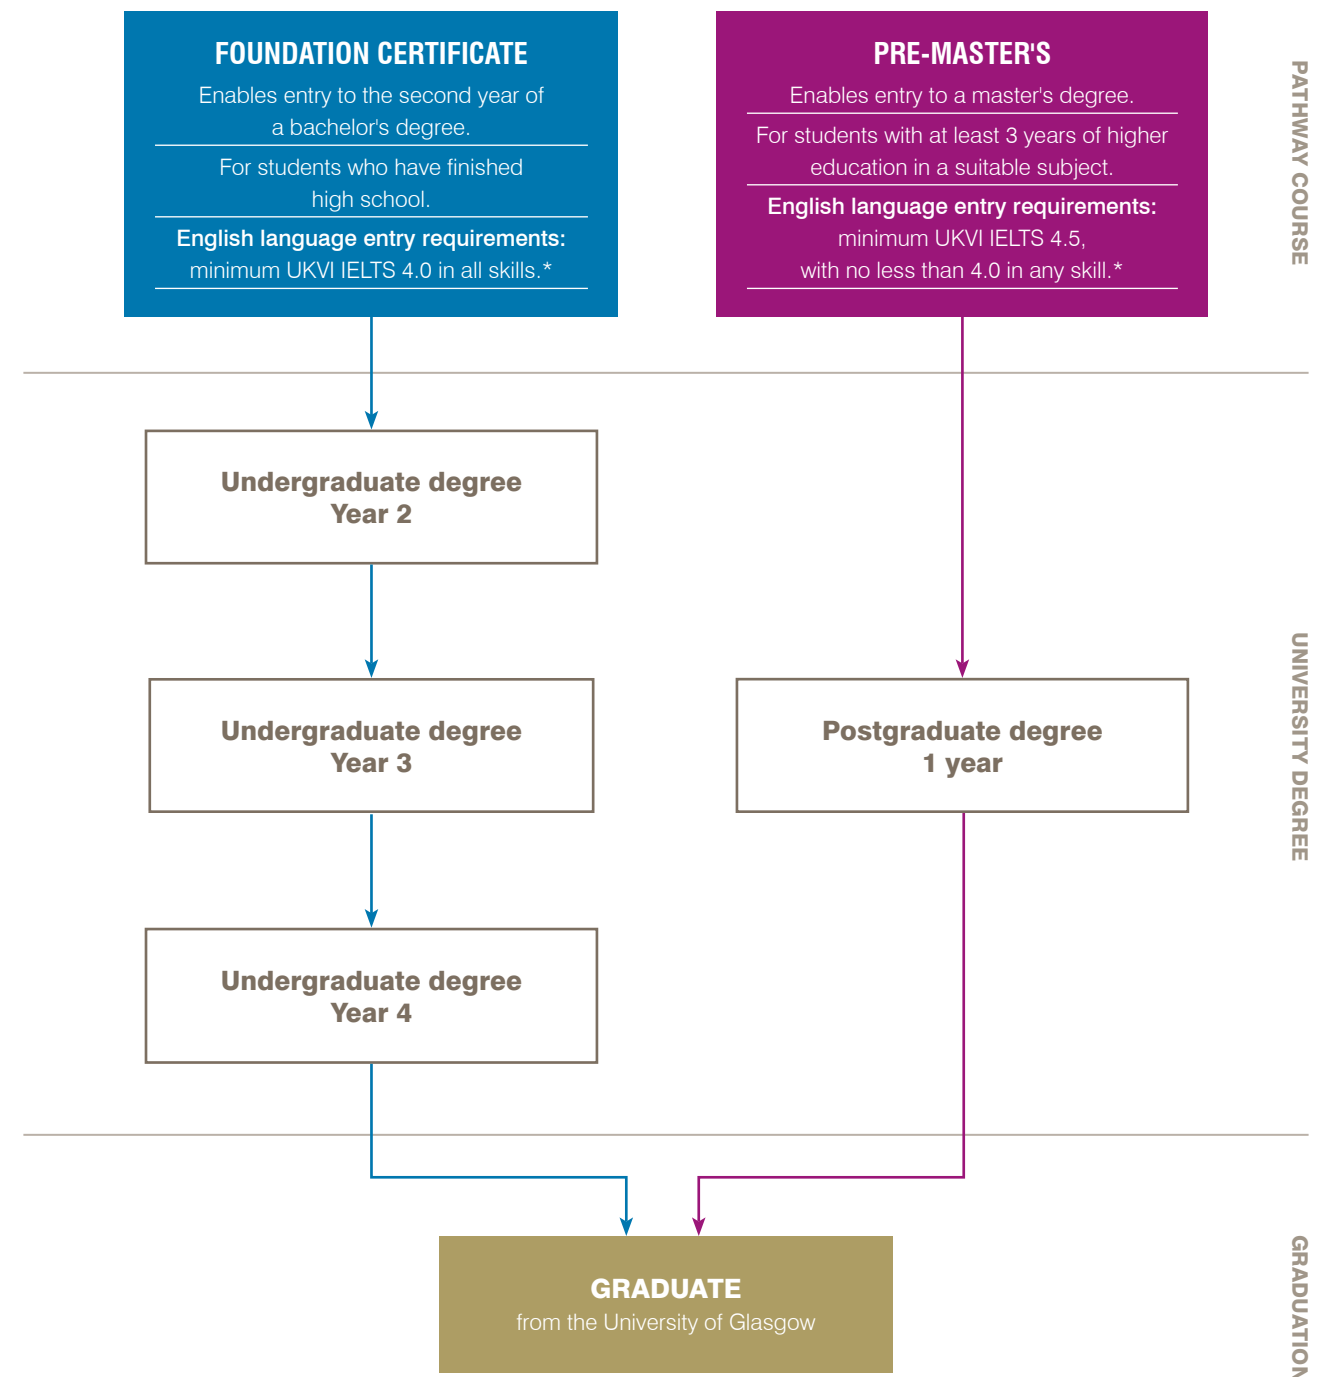 FOUNDATION CERTIFICATE
Enables entry to the second year of
a bachelor's degree.
For students who have finished
high school.
English language entry requirements:
minimum UKVI IELTS 4.0 in all skills.*
PRE-MASTER'S
Enables entry to a master's degree.
For students with at least 3 years of higher
education in a suitable subject.
English language entry requirements:
minimum UKVI IELTS 4.5,
with no less than 4.0 in any skill.*
PATHWAY COURSE
Undergraduate degree
Year 2
Undergraduate degree
Year 3
Undergraduate degree
Year 4
Postgraduate degree
1 year
UNIVERSITY DEGREE
GRADUATE
from the University of Glasgow
GRADUATION